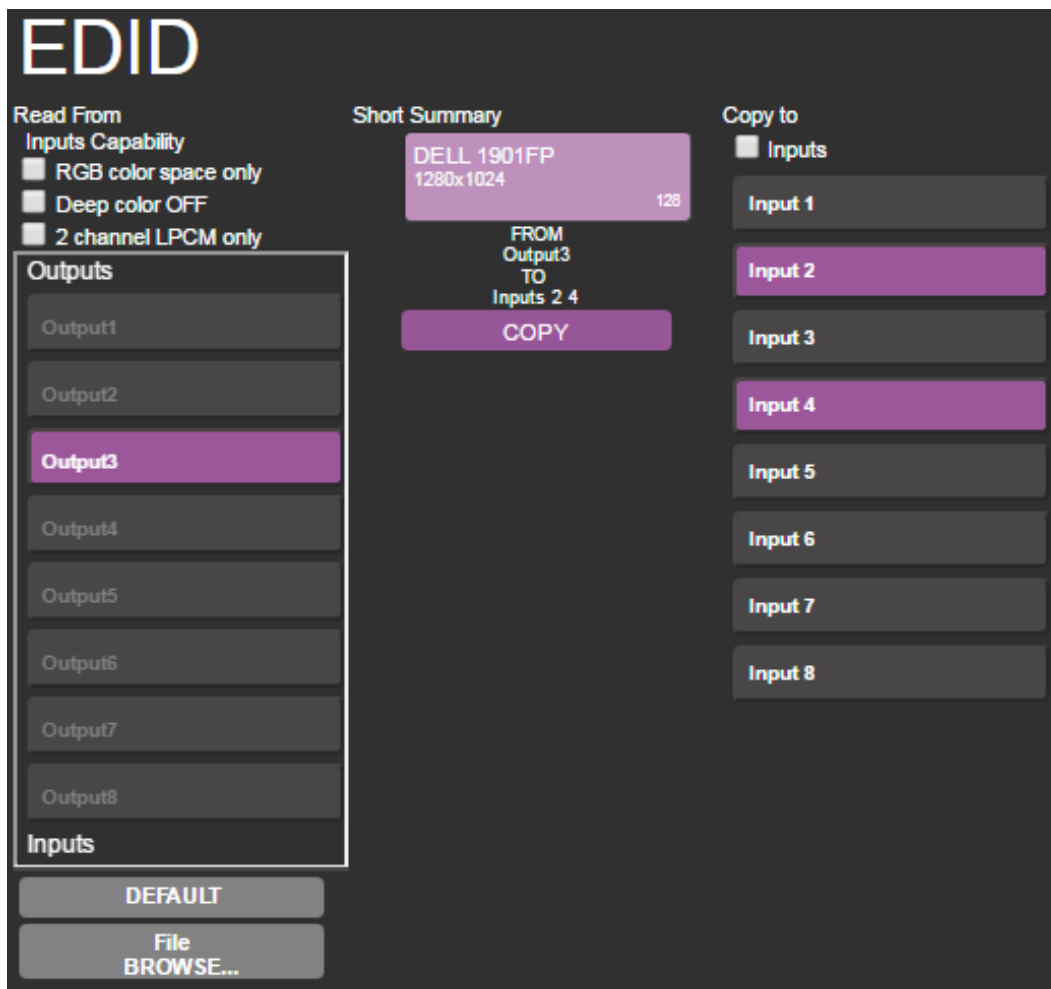 EDID
Read From
Inputs Capability
RGB color space only
Deep color OFF
2 channel LPCM only
Outputs
Output1
Output2
Output3
Output4
Output5
Output6
Output7
Output8
Inputs
DEFAULT
File
BROWSE...
Short Summary
DELL 1901FP
1280x1024
128
FROM
Output3
TO
Inputs 2 4
COPY
Copy to
Inputs
Input 1
Input 2
Input 3
Input 4
Input 5
Input 6
Input 7
Input 8